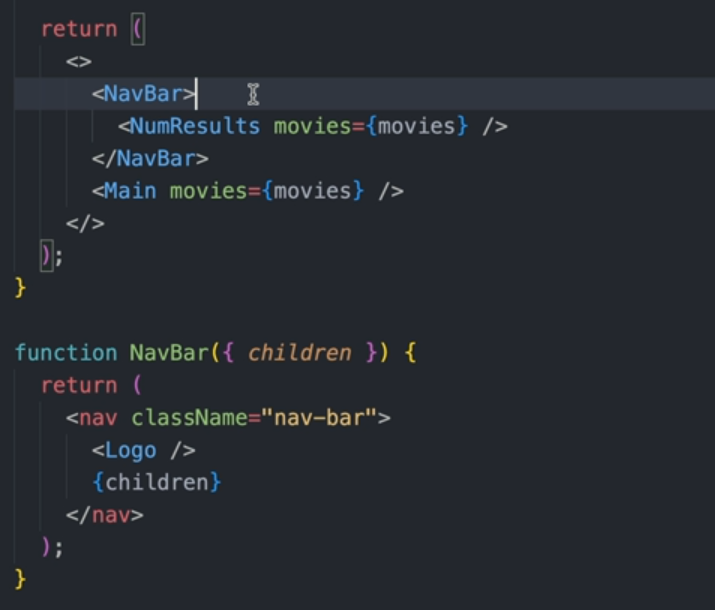 return (
<>
<NavBar>
<NumResults movies={movies} />
</NavBar>
<Main movies={movies} />
</>
);
}
function NavBar({ children }) {
return (
<nav className="nav-bar">
<Logo />
{children}
</nav>
);
}